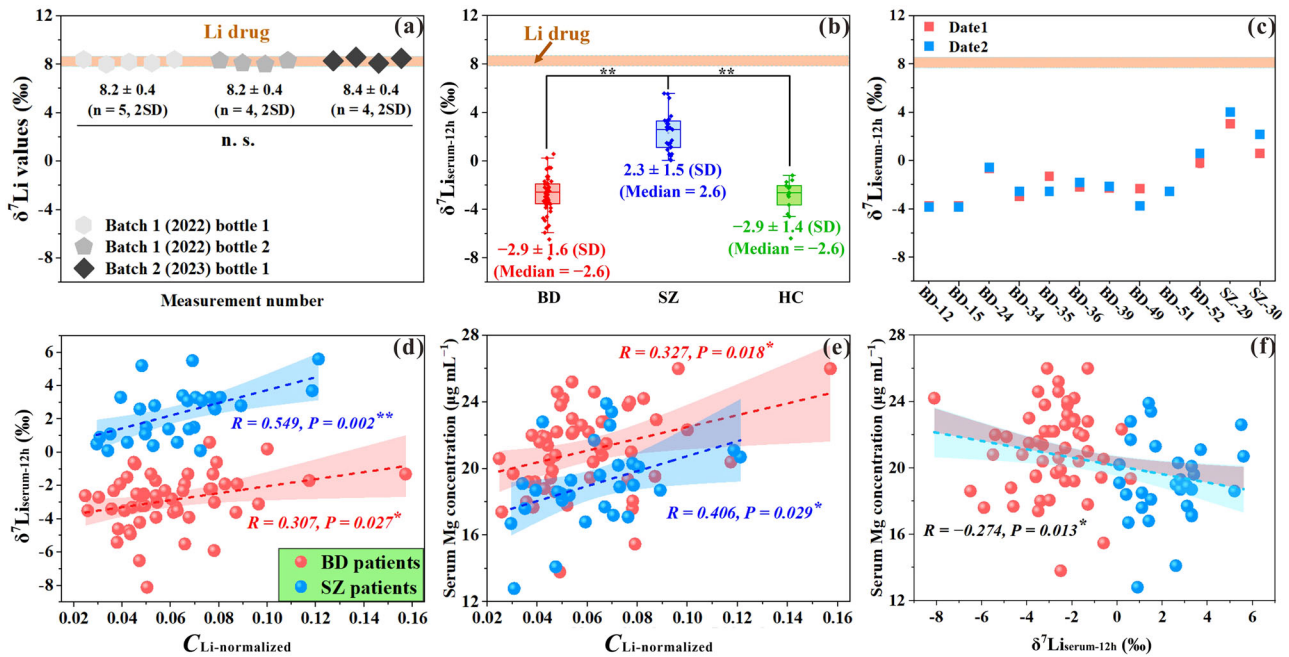 (a)
δ⁷Li values (‰)
12
8
4
0
-4
-8
Li drug
8.2 ± 0.4
(n = 5, 2SD)
8.2 ± 0.4
(n = 4, 2SD)
8.4 ± 0.4
(n = 4, 2SD)
n. s.
Batch 1 (2022) bottle 1
Batch 1 (2022) bottle 2
Batch 2 (2023) bottle 1
Measurement number
(b)
δ⁷Liserum-12h (‰)
12
8
4
0
-4
-8
Li drug
**
**
2.3 ± 1.5 (SD)
(Median = 2.6)
−2.9 ± 1.6 (SD)
(Median = −2.6)
−2.9 ± 1.4 (SD)
(Median = −2.6)
BD
SZ
HC
(c)
δ⁷Liserum-12h (‰)
12
8
4
0
-4
-8
Date1
Date2
BD-12
BD-15
BD-24
BD-34
BD-35
BD-36
BD-39
BD-49
BD-51
BD-52
SZ-29
SZ-30
(d)
δ⁷Liserum-12h (‰)
6
4
2
0
-2
-4
-6
-8
R = 0.549, P = 0.002**
R = 0.307, P = 0.027*
BD patients
SZ patients
0.02 0.04 0.06 0.08 0.10 0.12 0.14 0.16
CLi-normalized
(e)
Serum Mg concentration (μg mL⁻¹)
28
24
20
16
12
R = 0.327, P = 0.018*
R = 0.406, P = 0.029*
0.02 0.04 0.06 0.08 0.10 0.12 0.14 0.16
CLi-normalized
(f)
Serum Mg concentration (μg mL⁻¹)
28
24
20
16
12
R = −0.274, P = 0.013*
-8 -6 -4 -2 0 2 4 6
δ⁷Liserum-12h (‰)